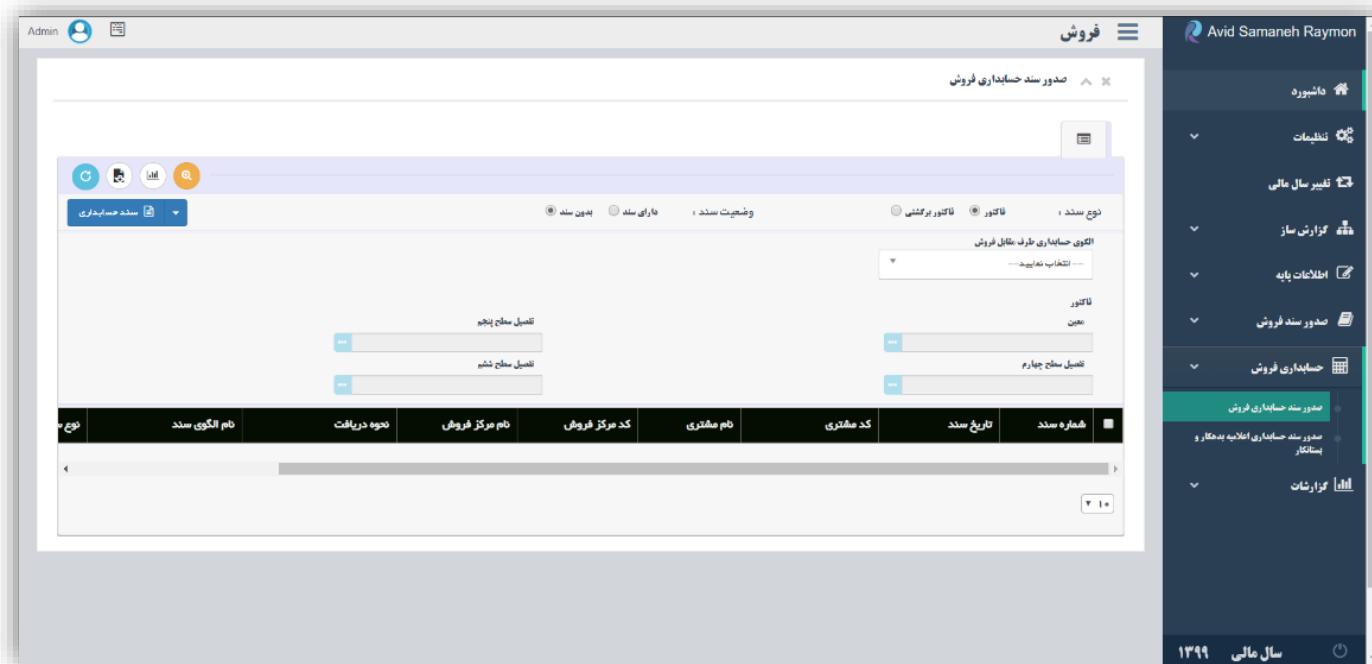 Avid Samaneh Raymon
فروش
Admin
داشبورد
تنظیمات
تغییر سال مالی
گزارش ساز
اطلاعات پایه
صدور سند فروش
حسابداری فروش
صدور سند حسابداری فروش
صدور سند حسابداری اعلامیه بدهکار و
بستانکار
گزارشات
سال مالی ۱۳۹۹
صدور سند حسابداری فروش
نوع سند : فاکتور فاکتور برگشتی وضعیت سند : دارای سند بدون سند سند حسابداری
الگوی حسابداری طرف مقابل فروش
---انتخاب نمایید---
فاکتور
معین تفصیل سطح پنجم
تفصیل سطح چهارم تفصیل سطح ششم
شماره سند تاریخ سند کد مشتری نام مشتری کد مرکز فروش نام مرکز فروش نحوه دریافت نام الگوی سند نوع س
۱۰